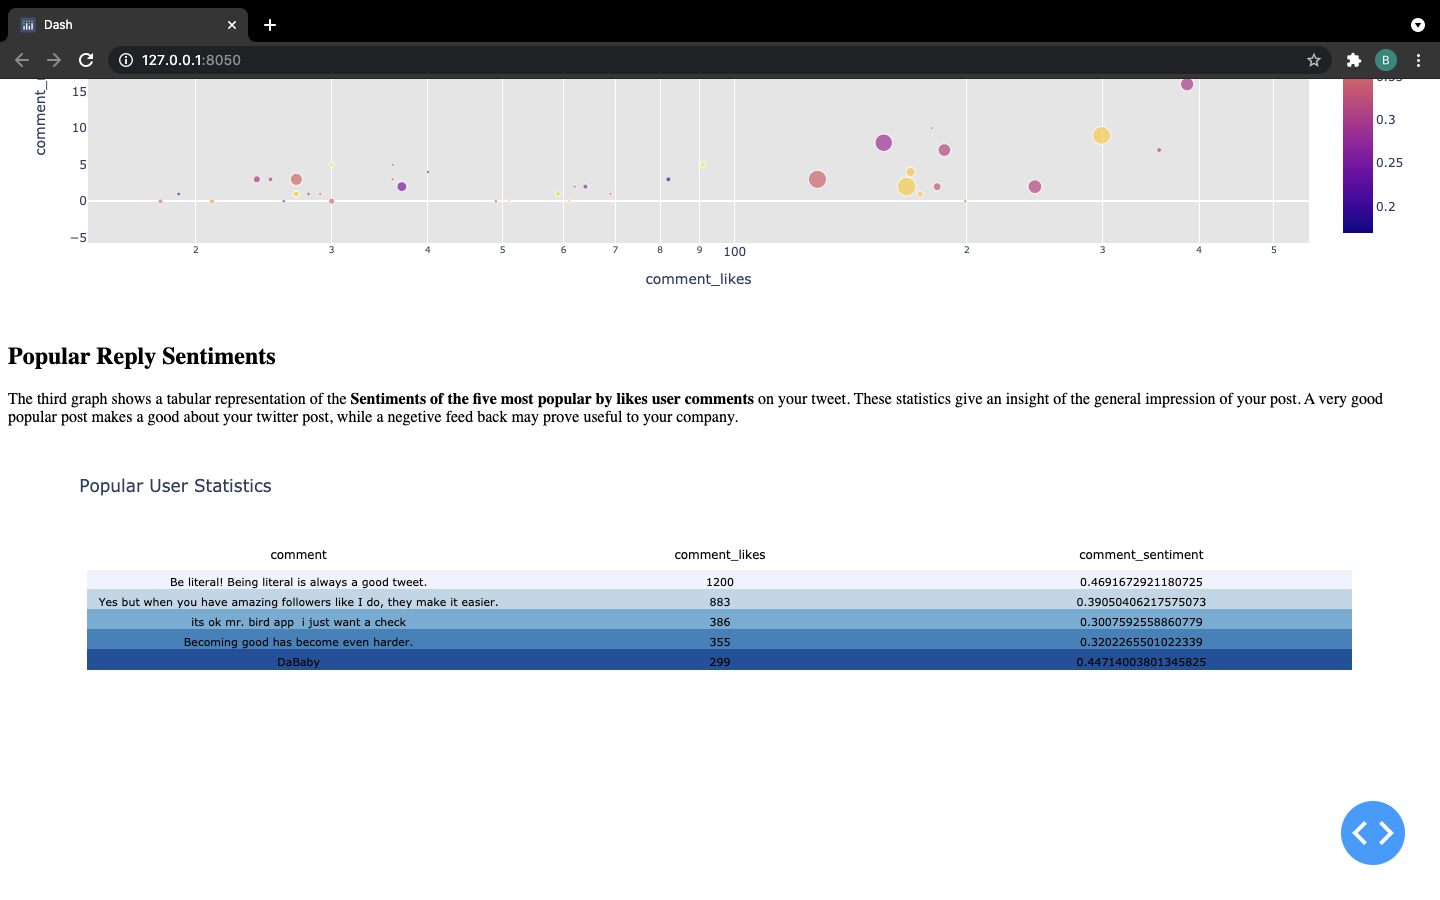 Dash
127.0.0.1:8050
B
comment_
15
10
5
0
−5
2 3 4 5 6 7 8 9 100 2 3 4 5
comment_likes
0.3
0.25
0.2
Popular Reply Sentiments
The third graph shows a tabular representation of the Sentiments of the five most popular by likes user comments on your tweet. These statistics give an insight of the general impression of your post. A very good
popular post makes a good about your twitter post, while a negetive feed back may prove useful to your company.
Popular User Statistics
comment comment_likes comment_sentiment
Be literal! Being literal is always a good tweet. 1200 0.4691672921180725
Yes but when you have amazing followers like I do, they make it easier. 883 0.39050406217575073
its ok mr. bird app  i just want a check 386 0.3007592558860779
Becoming good has become even harder. 355 0.3202265501022339
DaBaby 299 0.44714003801345825